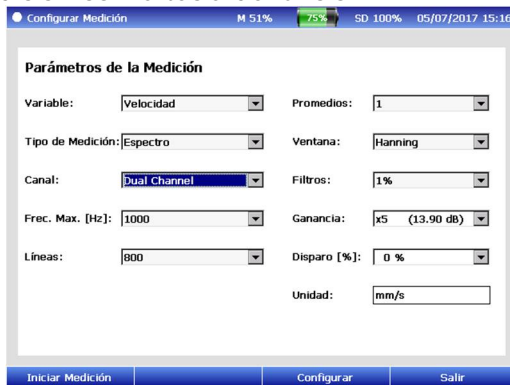 Configurar Medición M 51% 75% SD 100% 05/07/2017 15:16
Parámetros de la Medición
Variable: Velocidad Promedios: 1
Tipo de Medición: Espectro Ventana: Hanning
Canal: Dual Channel Filtros: 1%
Frec. Max. [Hz]: 1000 Ganancia: x5 (13.90 dB)
Líneas: 800 Disparo [%]: 0 %
Unidad: mm/s
Iniciar Medición Configurar Salir